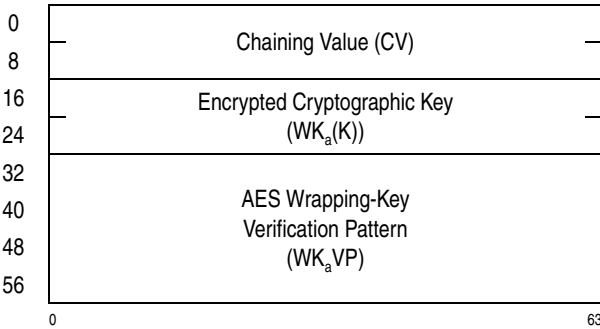 0
Chaining Value (CV)
8
16
Encrypted Cryptographic Key
24
(WKₐ(K))
32
AES Wrapping-Key
40
Verification Pattern
48
(WKₐVP)
56
0 63